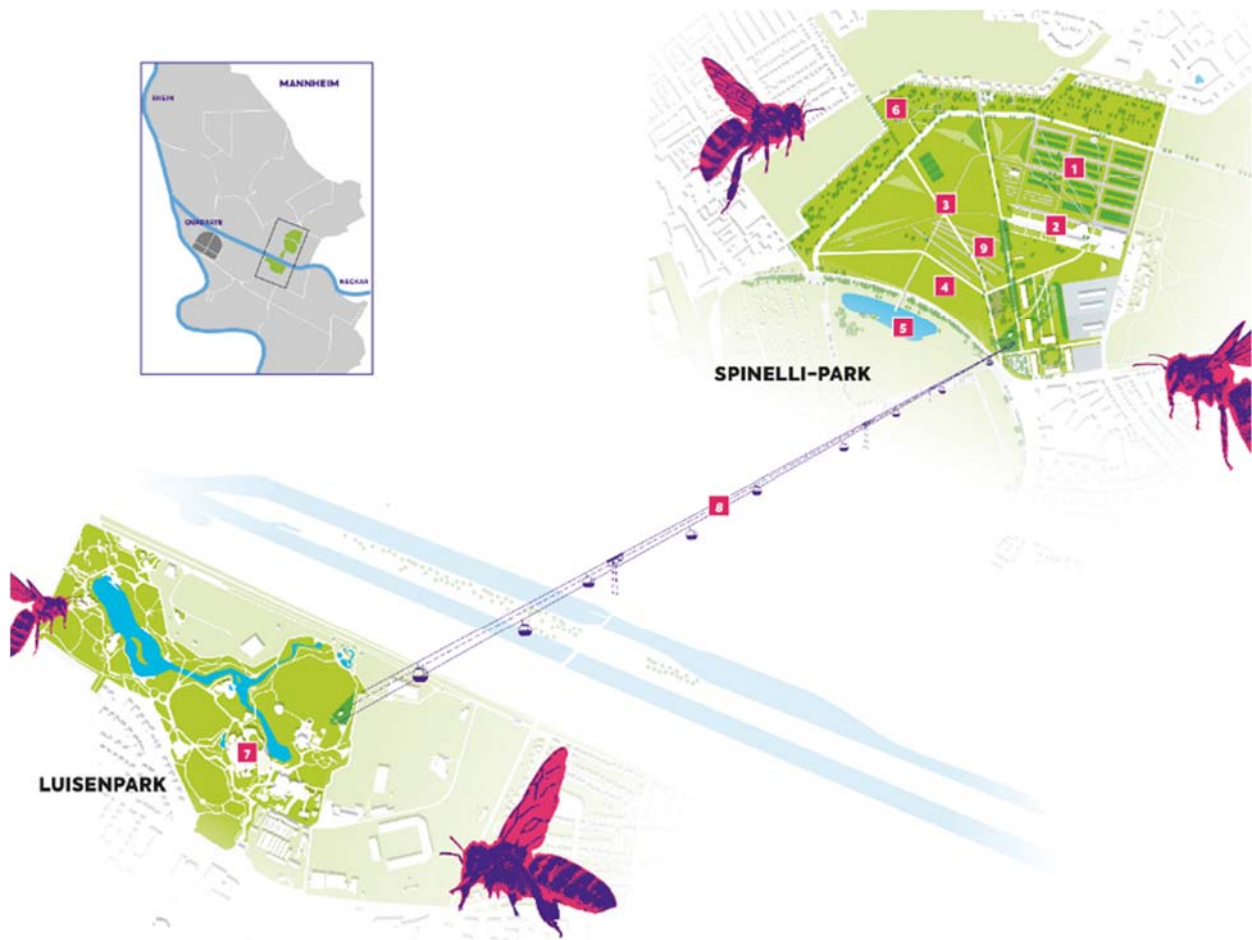 MANNHEIM
RHEIN
QUADRATE
NECKAR
6
1
3
2
9
4
5
SPINELLI-PARK
8
7
LUISENPARK